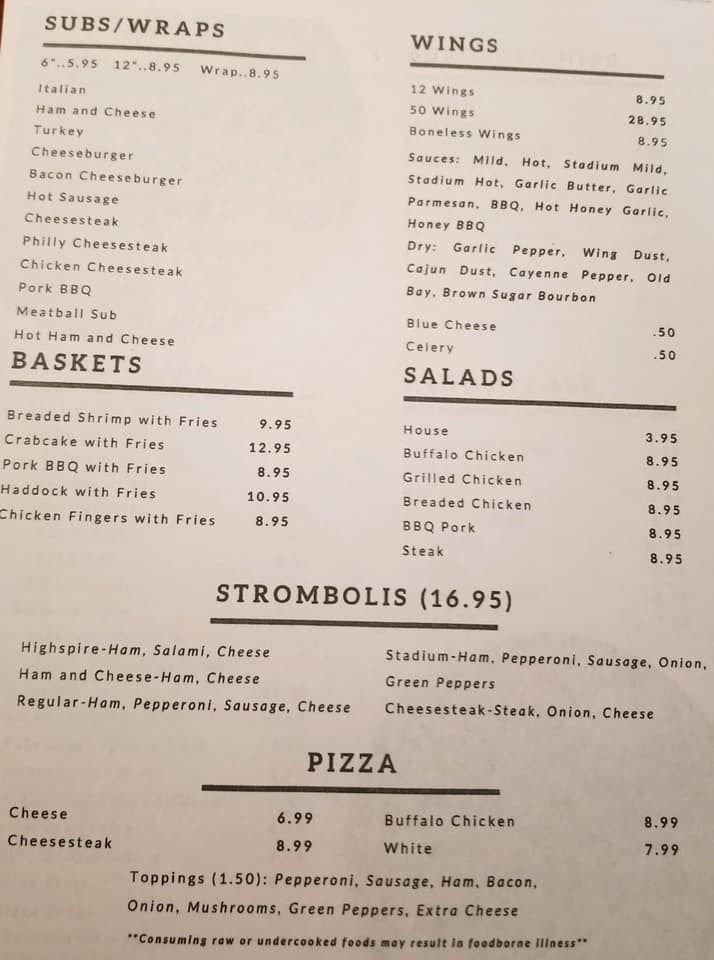 SUBS/WRAPS
6"..5.95 12"..8.95 Wrap..8.95
Italian
Ham and Cheese
Turkey
Cheeseburger
Bacon Cheeseburger
Hot Sausage
Cheesesteak
Philly Cheesesteak
Chicken Cheesesteak
Pork BBQ
Meatball Sub
Hot Ham and Cheese
BASKETS
Breaded Shrimp with Fries 9.95
Crabcake with Fries 12.95
Pork BBQ with Fries 8.95
Haddock with Fries 10.95
Chicken Fingers with Fries 8.95
WINGS
12 Wings 8.95
50 Wings 28.95
Boneless Wings 8.95
Sauces: Mild, Hot, Stadium Mild,
Stadium Hot, Garlic Butter, Garlic
Parmesan, BBQ, Hot Honey Garlic,
Honey BBQ
Dry: Garlic Pepper, Wing Dust,
Cajun Dust, Cayenne Pepper, Old
Bay, Brown Sugar Bourbon
Blue Cheese .50
Celery .50
SALADS
House 3.95
Buffalo Chicken 8.95
Grilled Chicken 8.95
Breaded Chicken 8.95
BBQ Pork 8.95
Steak 8.95
STROMBOLIS (16.95)
Highspire-Ham, Salami, Cheese
Ham and Cheese-Ham, Cheese
Regular-Ham, Pepperoni, Sausage, Cheese
Stadium-Ham, Pepperoni, Sausage, Onion,
Green Peppers
Cheesesteak-Steak, Onion, Cheese
PIZZA
Cheese 6.99
Cheesesteak 8.99
Buffalo Chicken 8.99
White 7.99
Toppings (1.50): Pepperoni, Sausage, Ham, Bacon,
Onion, Mushrooms, Green Peppers, Extra Cheese
**Consuming raw or undercooked foods may result in foodborne illness**